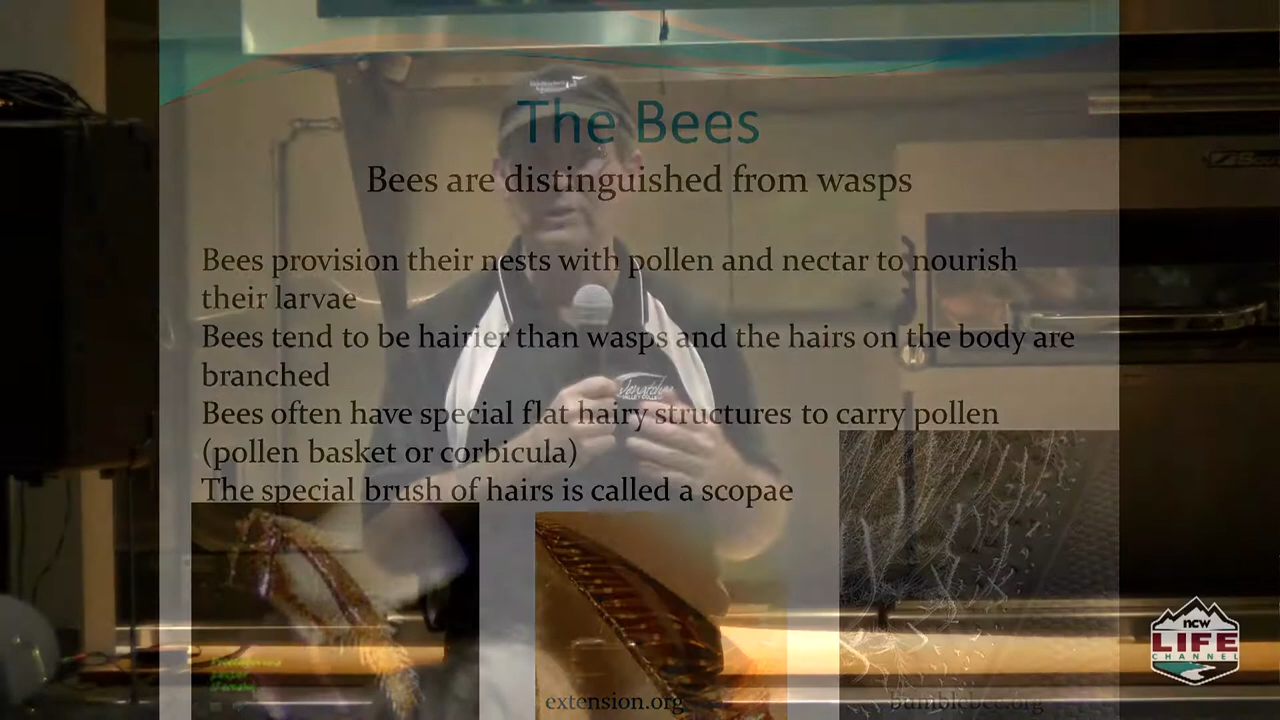 The Bees
Bees are distinguished from wasps
Bees provision their nests with pollen and nectar to nourish
their larvae
Bees tend to be hairier than wasps and the hairs on the body are
branched
Bees often have special flat hairy structures to carry pollen
(pollen basket or corbicula)
The special brush of hairs is called a scopae
extension.org
bumblebee.org
ncw
LIFE
CHANNEL